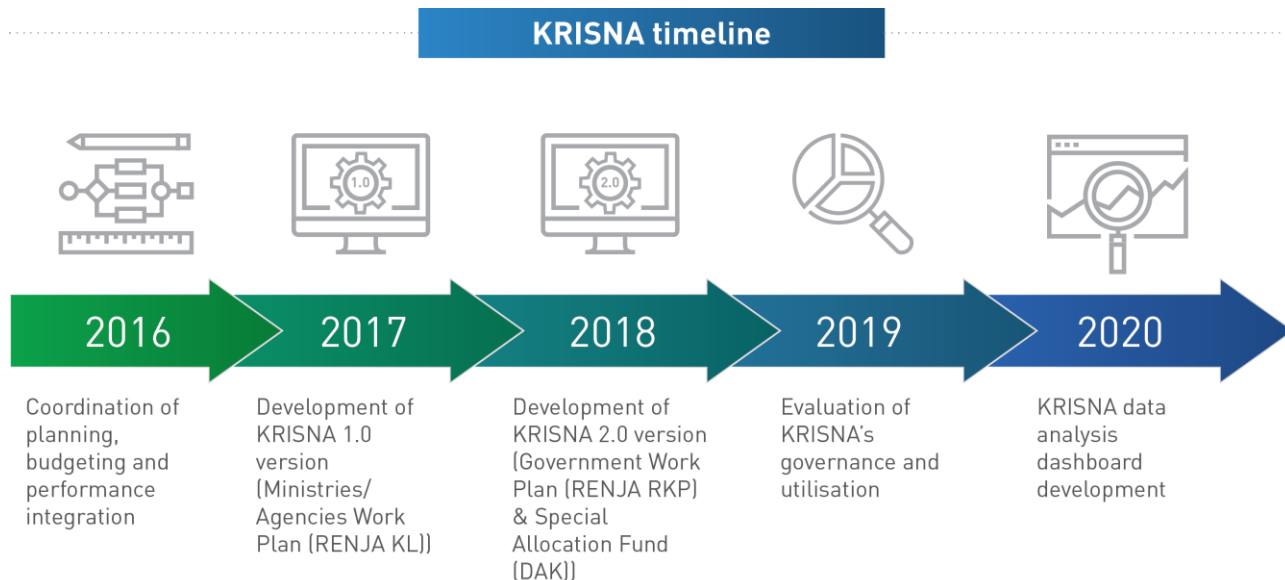 KRISNA timeline
1.0
2.0
2016
2017
2018
2019
2020
Coordination of
planning,
budgeting and
performance
integration
Development of
KRISNA 1.0
version
(Ministries/
Agencies Work
Plan (RENJA KL))
Development of
KRISNA 2.0 version
(Government Work
Plan (RENJA RKP)
& Special
Allocation Fund
(DAK))
Evaluation of
KRISNA's
governance and
utilisation
KRISNA data
analysis
dashboard
development